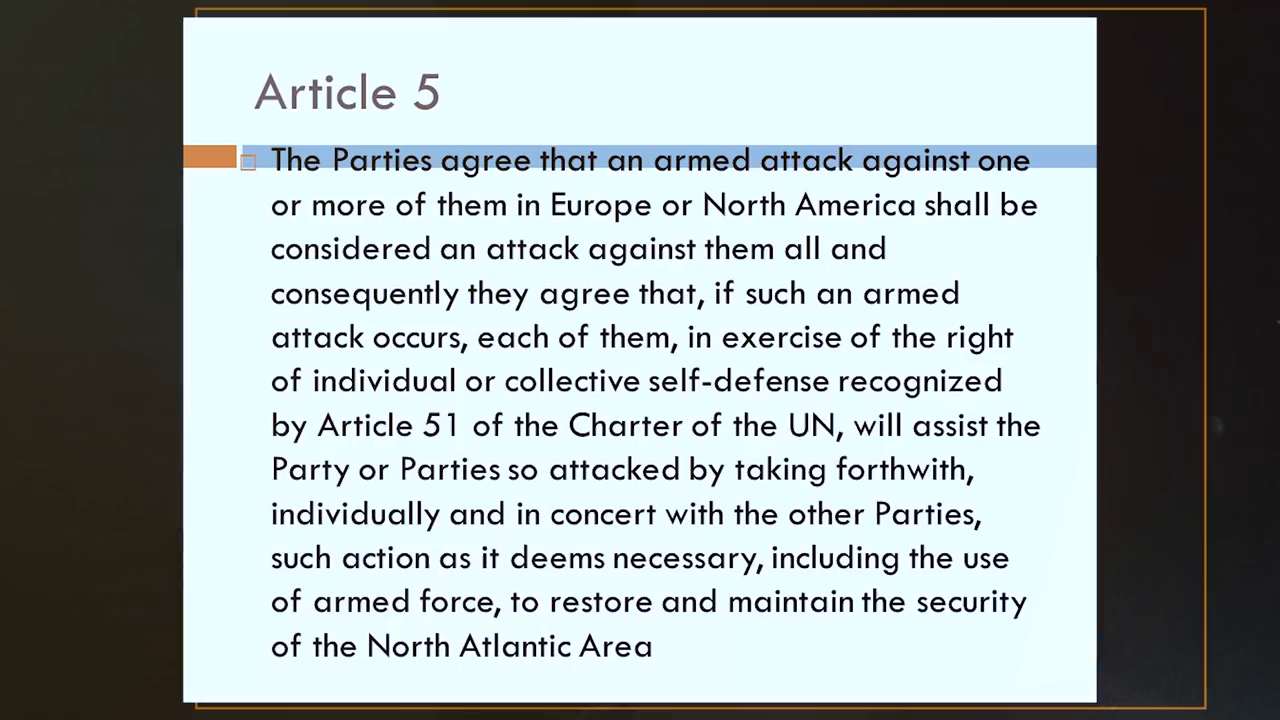 Article 5
The Parties agree that an armed attack against one
or more of them in Europe or North America shall be
considered an attack against them all and
consequently they agree that, if such an armed
attack occurs, each of them, in exercise of the right
of individual or collective self-defense recognized
by Article 51 of the Charter of the UN, will assist the
Party or Parties so attacked by taking forthwith,
individually and in concert with the other Parties,
such action as it deems necessary, including the use
of armed force, to restore and maintain the security
of the North Atlantic Area